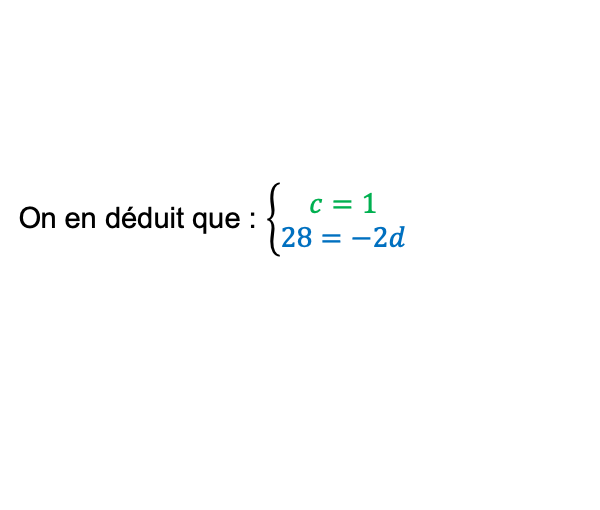 On en déduit que : { c = 1
28 = −2d